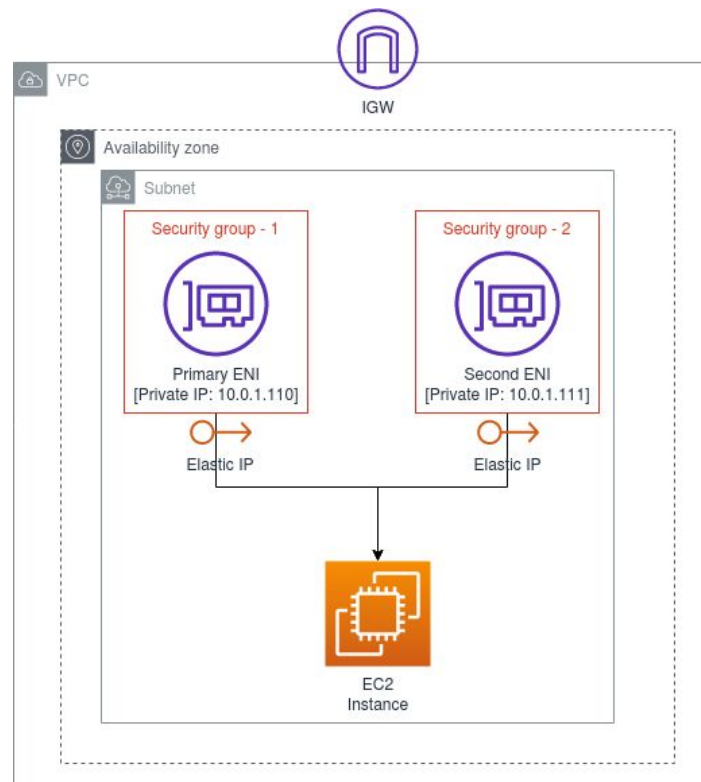 IGW
VPC
Availability zone
Subnet
Security group - 1
Primary ENI
[Private IP: 10.0.1.110]
Elastic IP
Security group - 2
Second ENI
[Private IP: 10.0.1.111]
Elastic IP
EC2
Instance